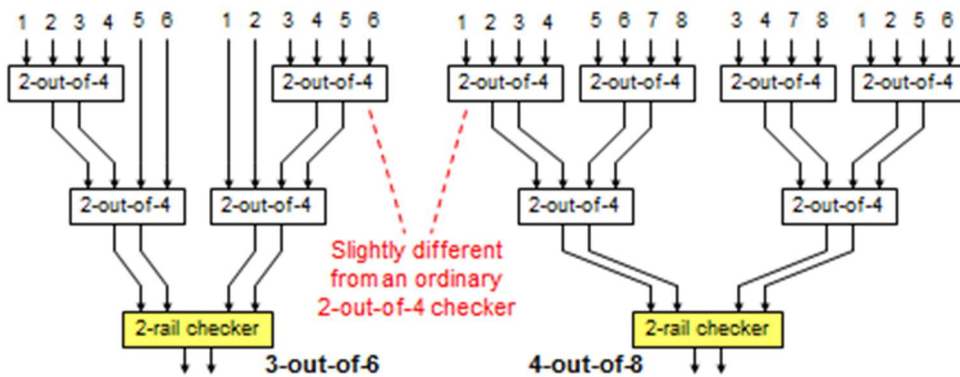 1 2 3 4 5 6 1 2 3 4 5 6 1 2 3 4 5 6 7 8 3 4 7 8 1 2 5 6
2-out-of-4 2-out-of-4 2-out-of-4 2-out-of-4 2-out-of-4 2-out-of-4
2-out-of-4 2-out-of-4 2-out-of-4 2-out-of-4
Slightly different
from an ordinary
2-out-of-4 checker
2-rail checker 2-rail checker
3-out-of-6 4-out-of-8